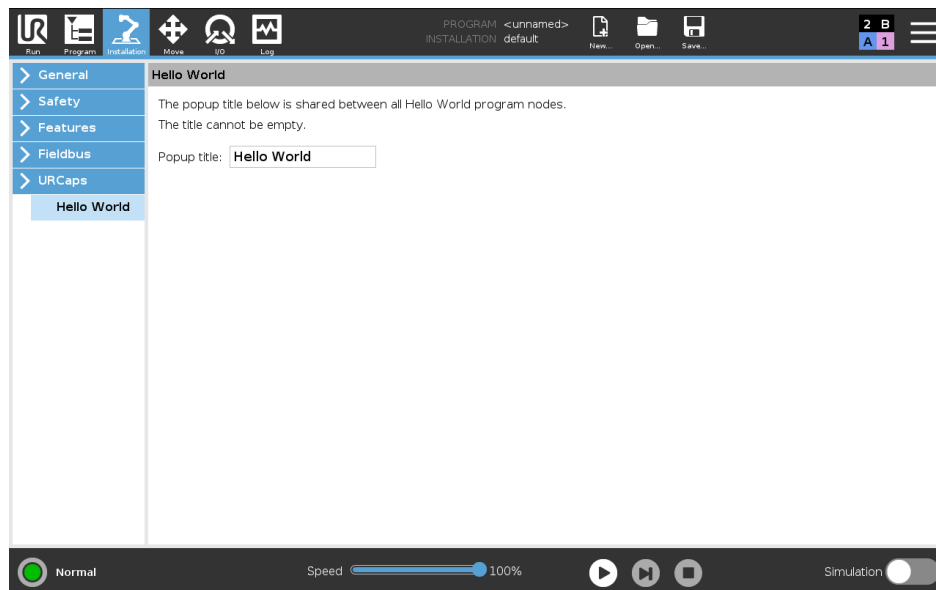 PROGRAM <unnamed>
INSTALLATION default
2 B
A 1
Run Program Installation Move I/O Log New... Open... Save...
General
Safety
Features
Fieldbus
URCaps
Hello World
Hello World
The popup title below is shared between all Hello World program nodes.
The title cannot be empty.
Popup title: Hello World
Normal
Speed 100%
Simulation